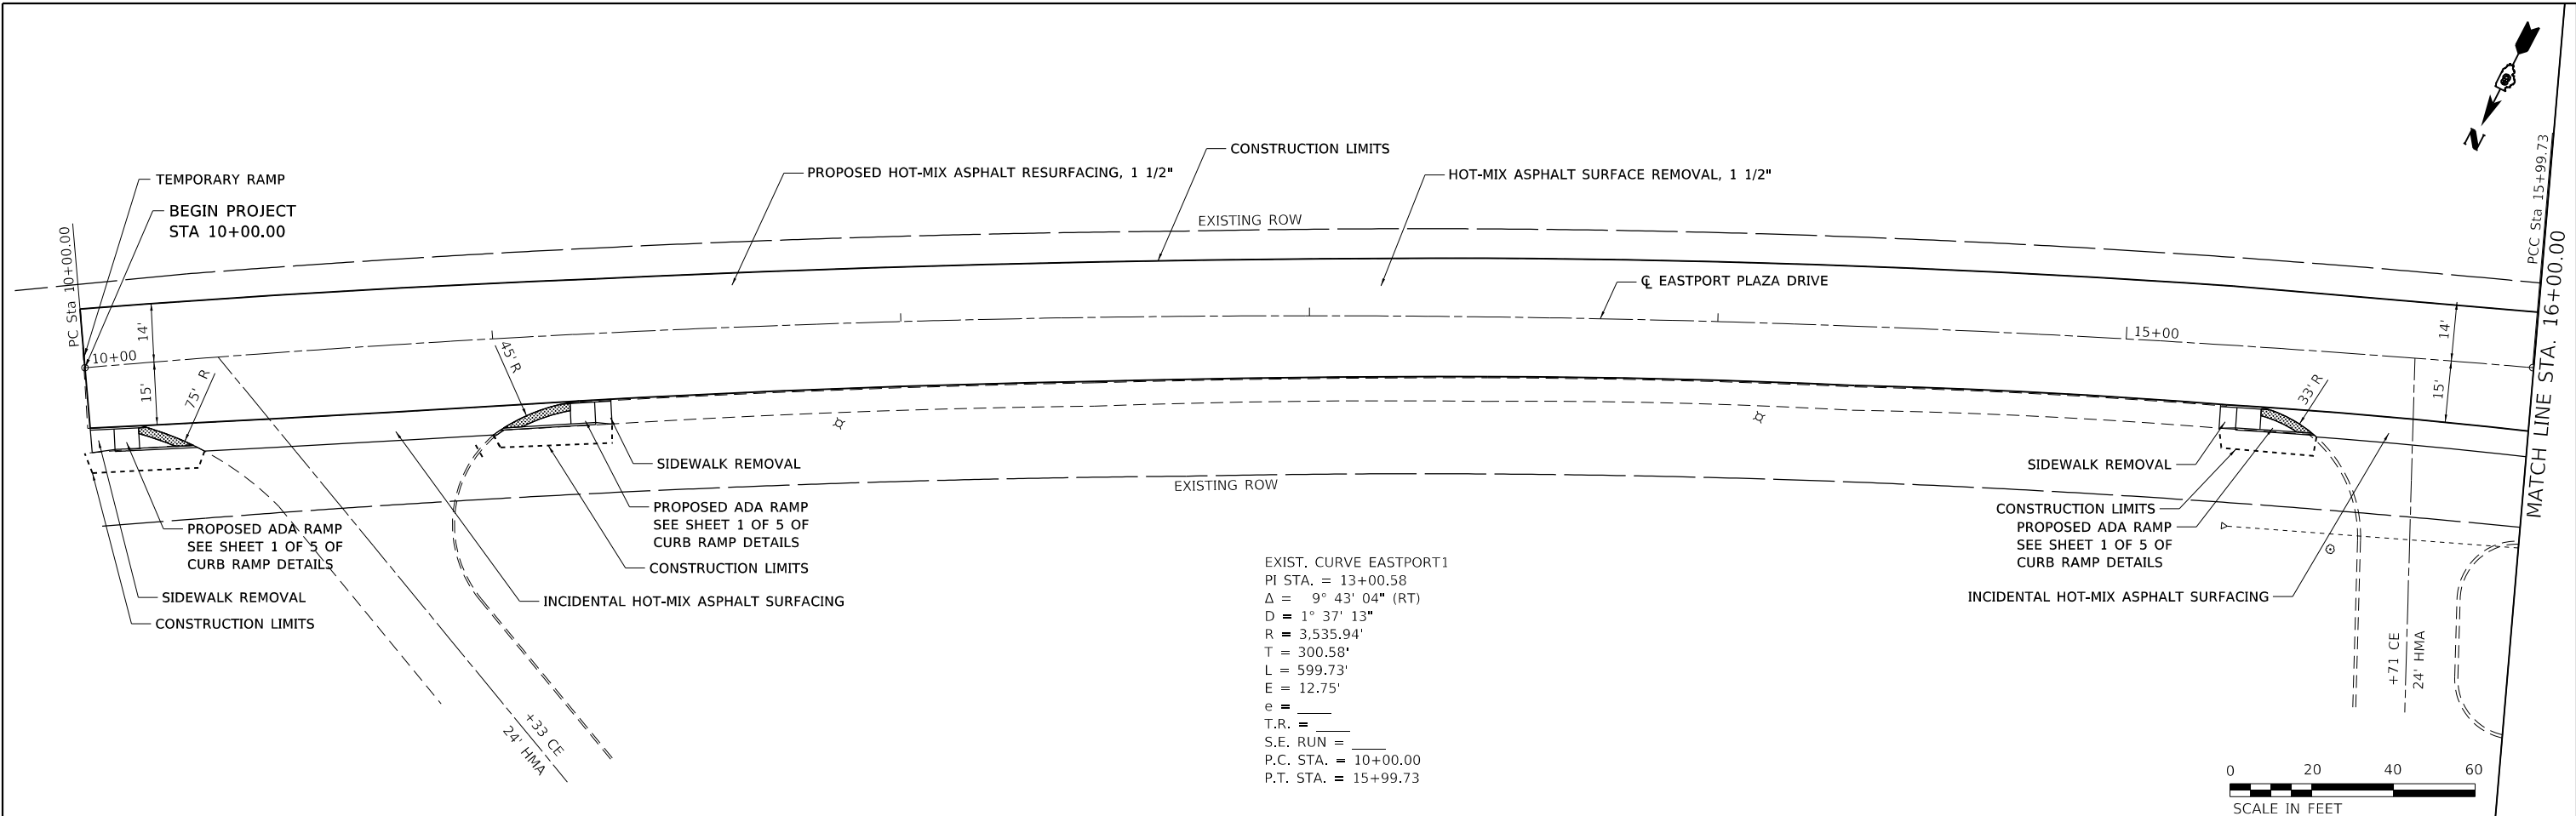 TEMPORARY RAMP
BEGIN PROJECT
STA 10+00.00
PC Sta 10+00.00
10+00
14'
15'
75' R
45' R
PROPOSED HOT-MIX ASPHALT RESURFACING, 1 1/2"
CONSTRUCTION LIMITS
HOT-MIX ASPHALT SURFACE REMOVAL, 1 1/2"
EXISTING ROW
℄ EASTPORT PLAZA DRIVE
15+00
14'
15'
33' R
N
PCC Sta 15+99.73
MATCH LINE STA. 16+00.00
PROPOSED ADA RAMP
SEE SHEET 1 OF 5 OF
CURB RAMP DETAILS
SIDEWALK REMOVAL
CONSTRUCTION LIMITS
SIDEWALK REMOVAL
PROPOSED ADA RAMP
SEE SHEET 1 OF 5 OF
CURB RAMP DETAILS
CONSTRUCTION LIMITS
INCIDENTAL HOT-MIX ASPHALT SURFACING
+33 CE
24' HMA
EXISTING ROW
EXIST. CURVE EASTPORT1
PI STA. = 13+00.58
Δ = 9° 43' 04" (RT)
D = 1° 37' 13"
R = 3,535.94'
T = 300.58'
L = 599.73'
E = 12.75'
e = ____
T.R. = ____
S.E. RUN = ____
P.C. STA. = 10+00.00
P.T. STA. = 15+99.73
SIDEWALK REMOVAL
CONSTRUCTION LIMITS
PROPOSED ADA RAMP
SEE SHEET 1 OF 5 OF
CURB RAMP DETAILS
INCIDENTAL HOT-MIX ASPHALT SURFACING
+71 CE
24' HMA
0 20 40 60
SCALE IN FEET